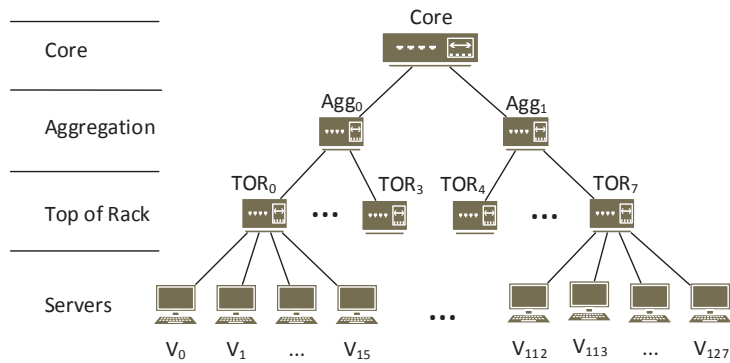 Core
Core
Agg₀ Agg₁
Aggregation
TOR₀ TOR₃ TOR₄ TOR₇
... ...
Top of Rack
Servers
...
V₀ V₁ ... V₁₅ V₁₁₂ V₁₁₃ ... V₁₂₇